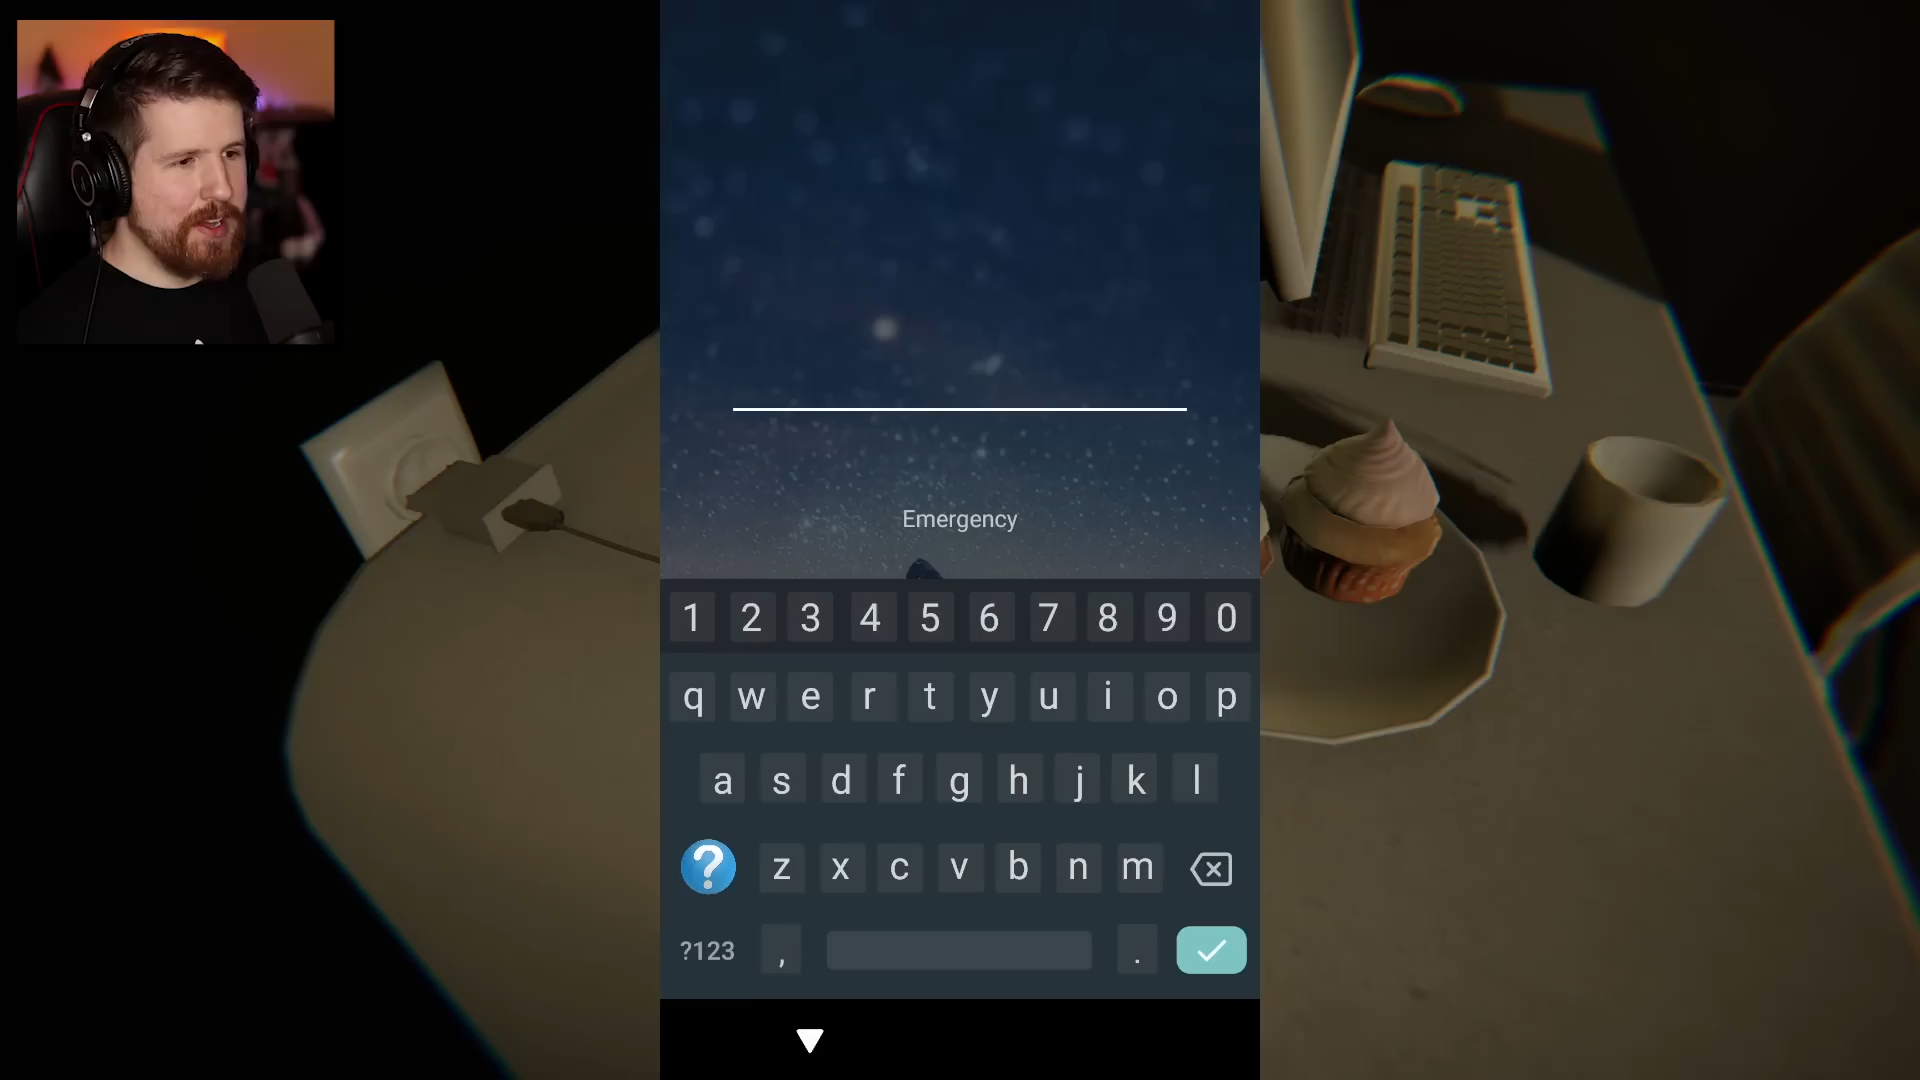 Emergency
1 2 3 4 5 6 7 8 9 0
q w e r t y u i o p
a s d f g h j k l
? z x c v b n m
?123 , .